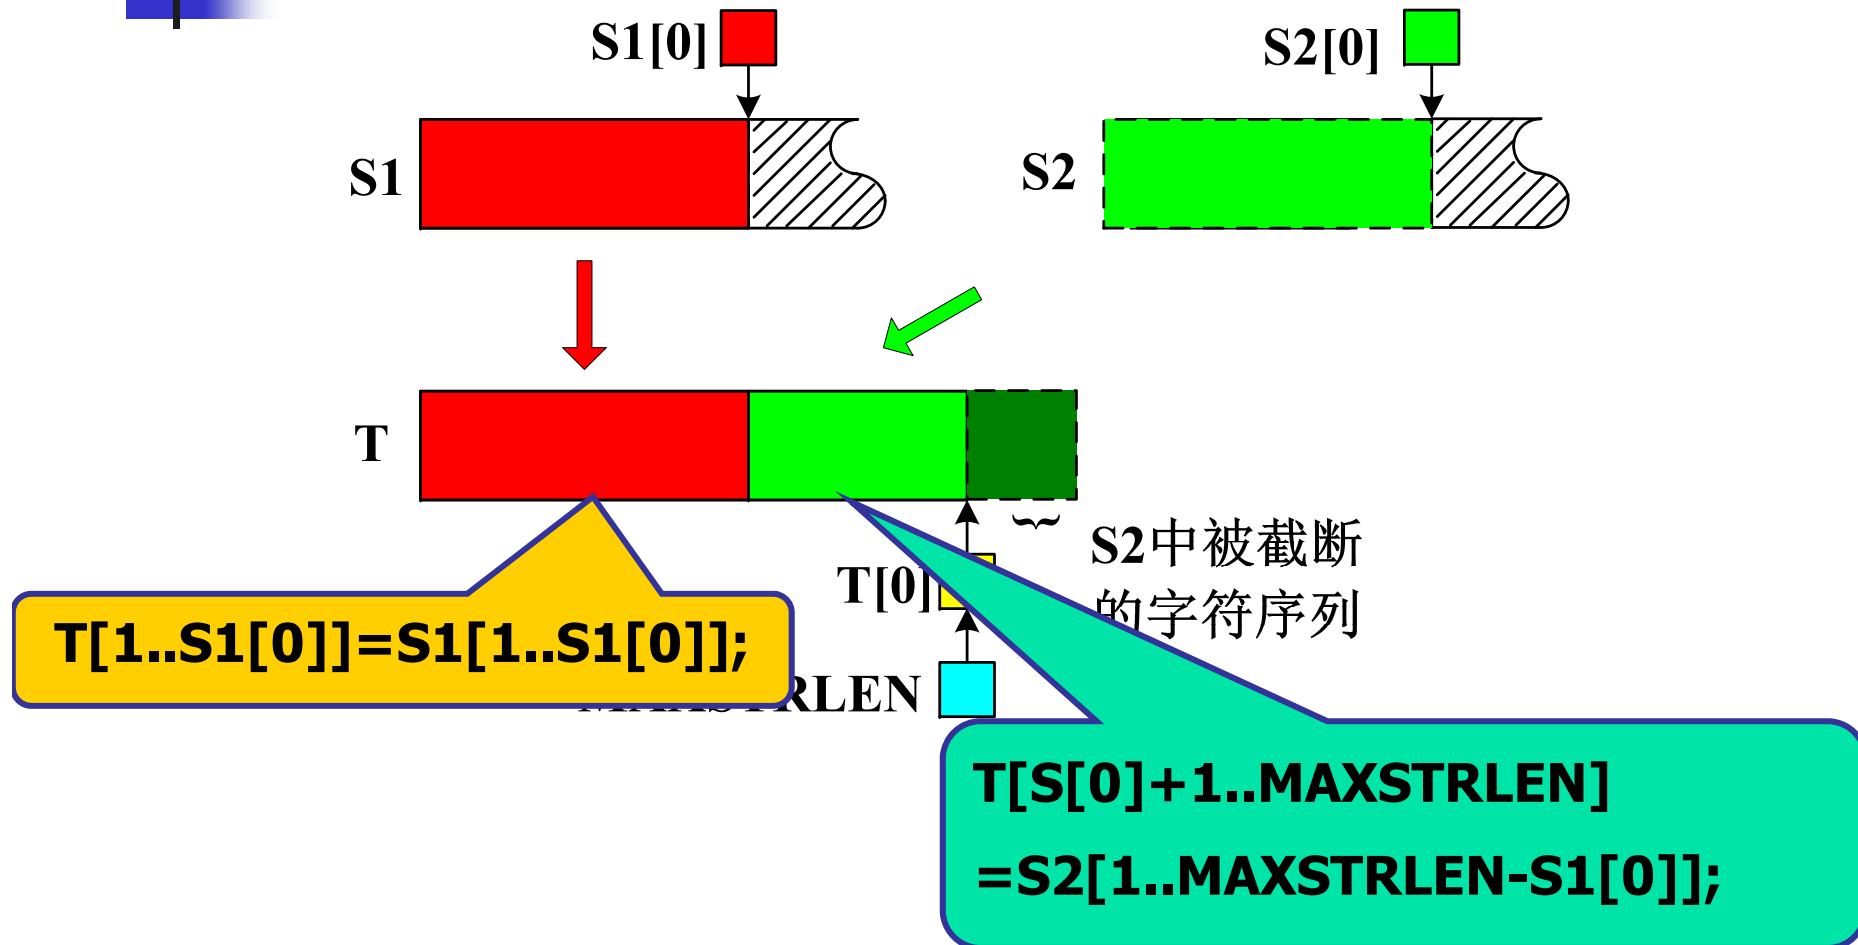 S1[0]
S2[0]
S1
S2
T
S2中被截断
的字符序列
T[0]
T[1..S1[0]]=S1[1..S1[0]];
T[S[0]+1..MAXSTRLEN]
=S2[1..MAXSTRLEN-S1[0]];